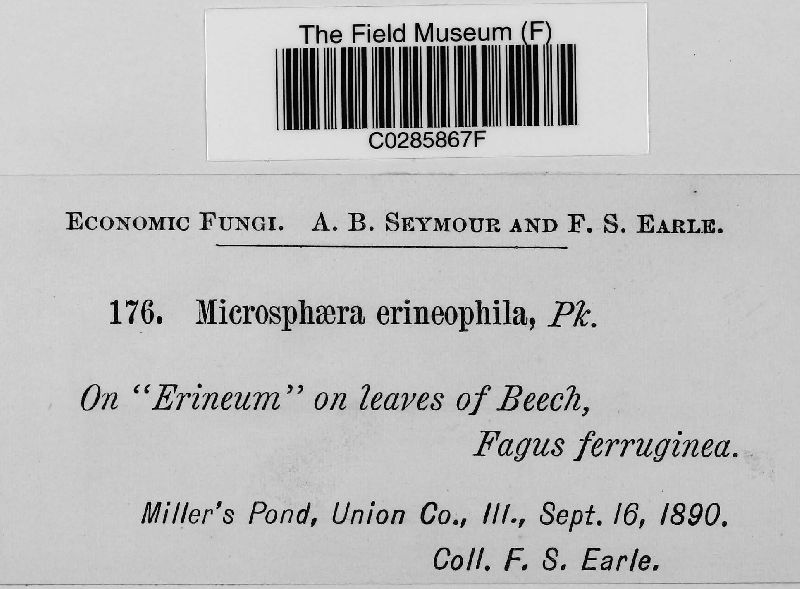 The Field Museum (F)
C0285867F
Economic Fungi. A. B. Seymour and F. S. Earle.
176. Microsphæra erineophila, Pk.
On “Erineum” on leaves of Beech,
Fagus ferruginea.
Miller's Pond, Union Co., Ill., Sept. 16, 1890.
Coll. F. S. Earle.